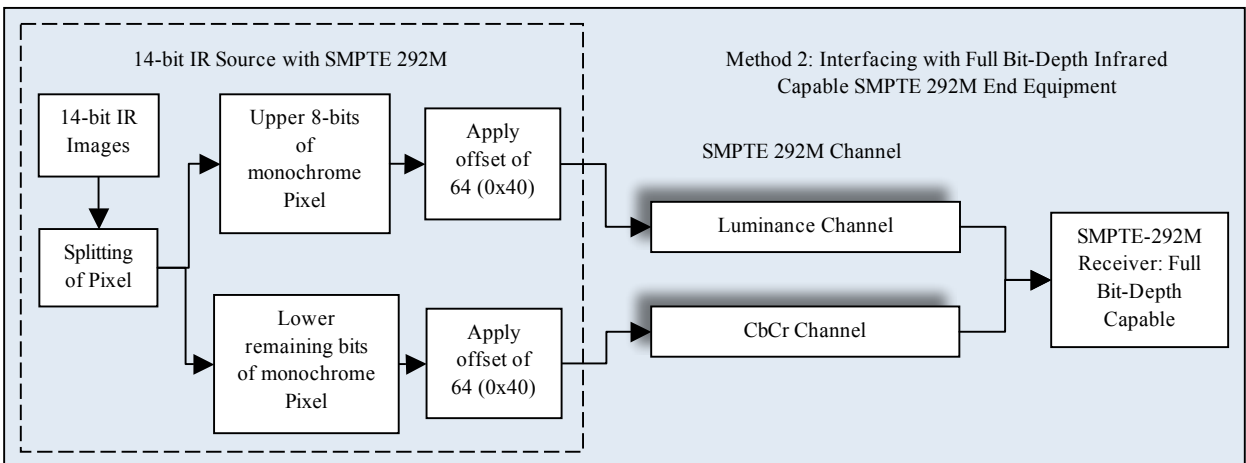 14-bit IR Source with SMPTE 292M
Method 2: Interfacing with Full Bit-Depth Infrared
Capable SMPTE 292M End Equipment
14-bit IR
Images
Splitting
of Pixel
Upper 8-bits
of
monochrome
Pixel
Apply
offset of
64 (0x40)
Lower
remaining bits
of monochrome
Pixel
Apply
offset of
64 (0x40)
SMPTE 292M Channel
Luminance Channel
CbCr Channel
SMPTE-292M
Receiver: Full
Bit-Depth
Capable